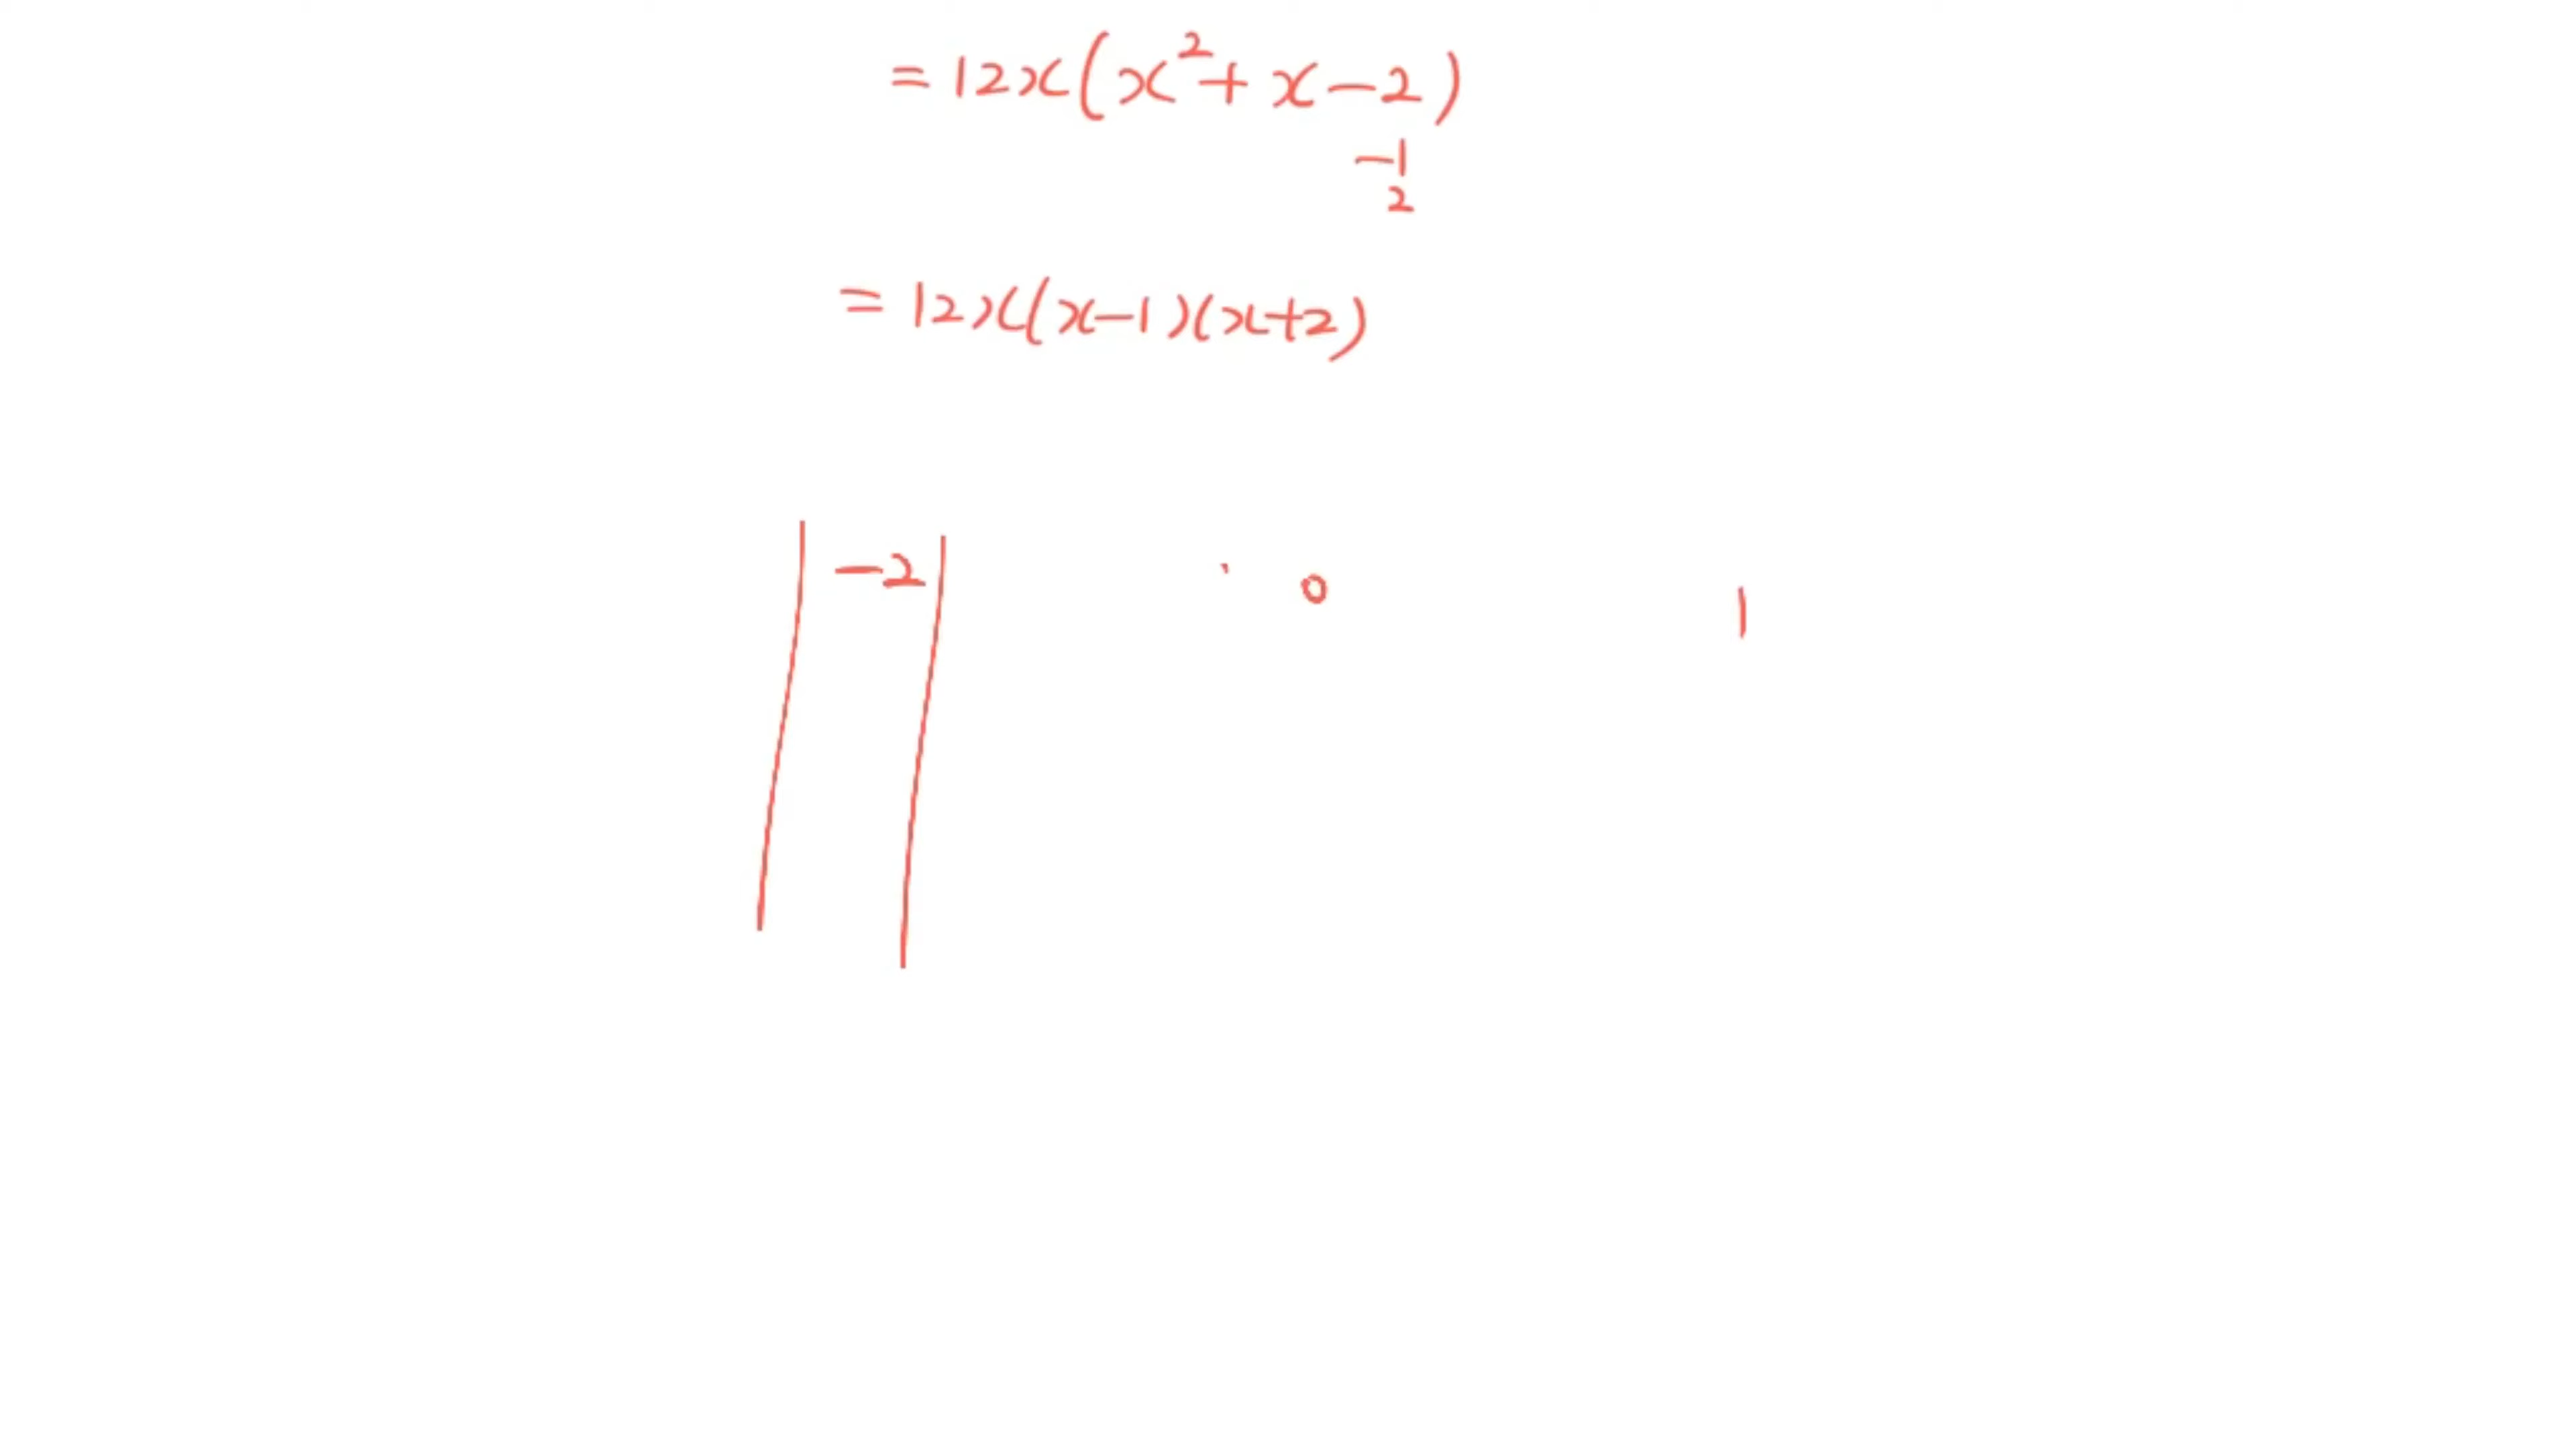 = 12x(x²+x-2)
-1
2
= 12x(x-1)(x+2)
-2 0 1